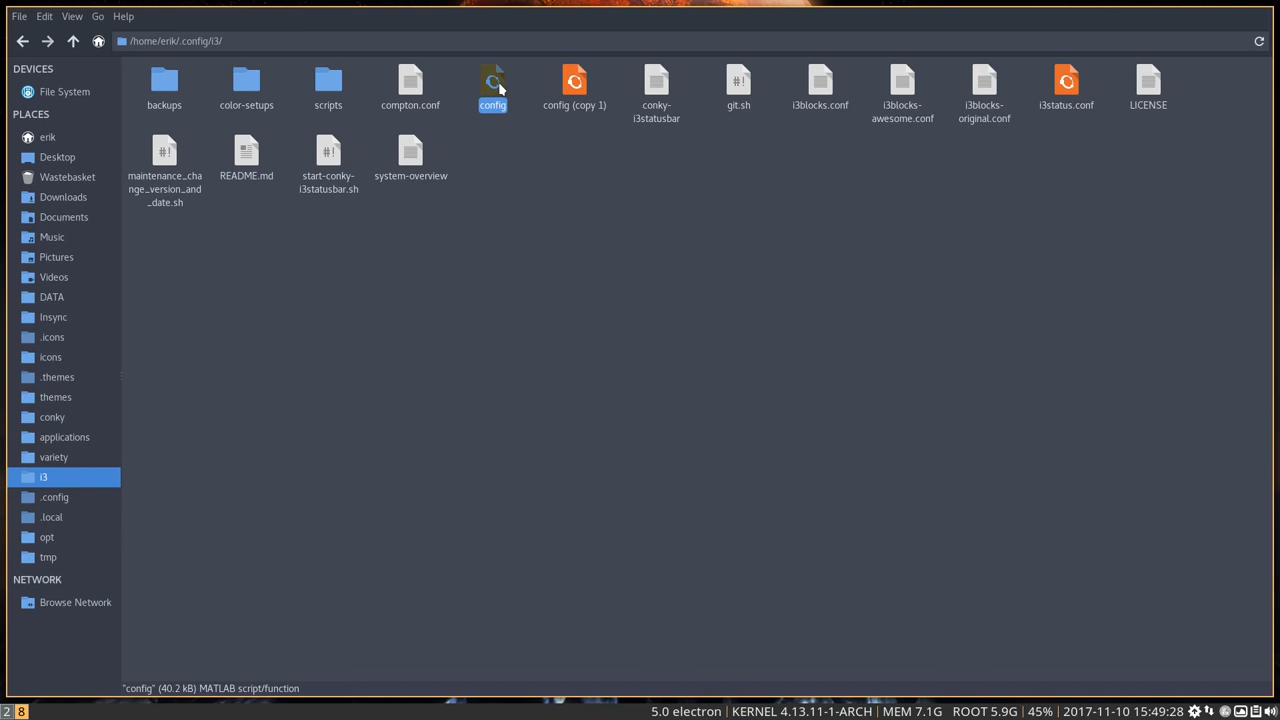 File Edit View Go Help
/home/erik/.config/i3/
DEVICES
File System
PLACES
erik
Desktop
Wastebasket
Downloads
Documents
Music
Pictures
Videos
DATA
Insync
.icons
icons
.themes
themes
conky
applications
variety
i3
.config
.local
opt
tmp
NETWORK
Browse Network
backups
color-setups
scripts
compton.conf
config
config (copy 1)
conky-
i3statusbar
#!
git.sh
i3blocks.conf
i3blocks-
awesome.conf
i3blocks-
original.conf
i3status.conf
LICENSE
#!
maintenance_cha
nge_version_and
_date.sh
README.md
#!
start-conky-
i3statusbar.sh
system-overview
"config" (40.2 kB) MATLAB script/function
2 8
5.0 electron | KERNEL 4.13.11-1-ARCH | MEM 7.1G | ROOT 5.9G | 45% | 2017-11-10 15:49:28